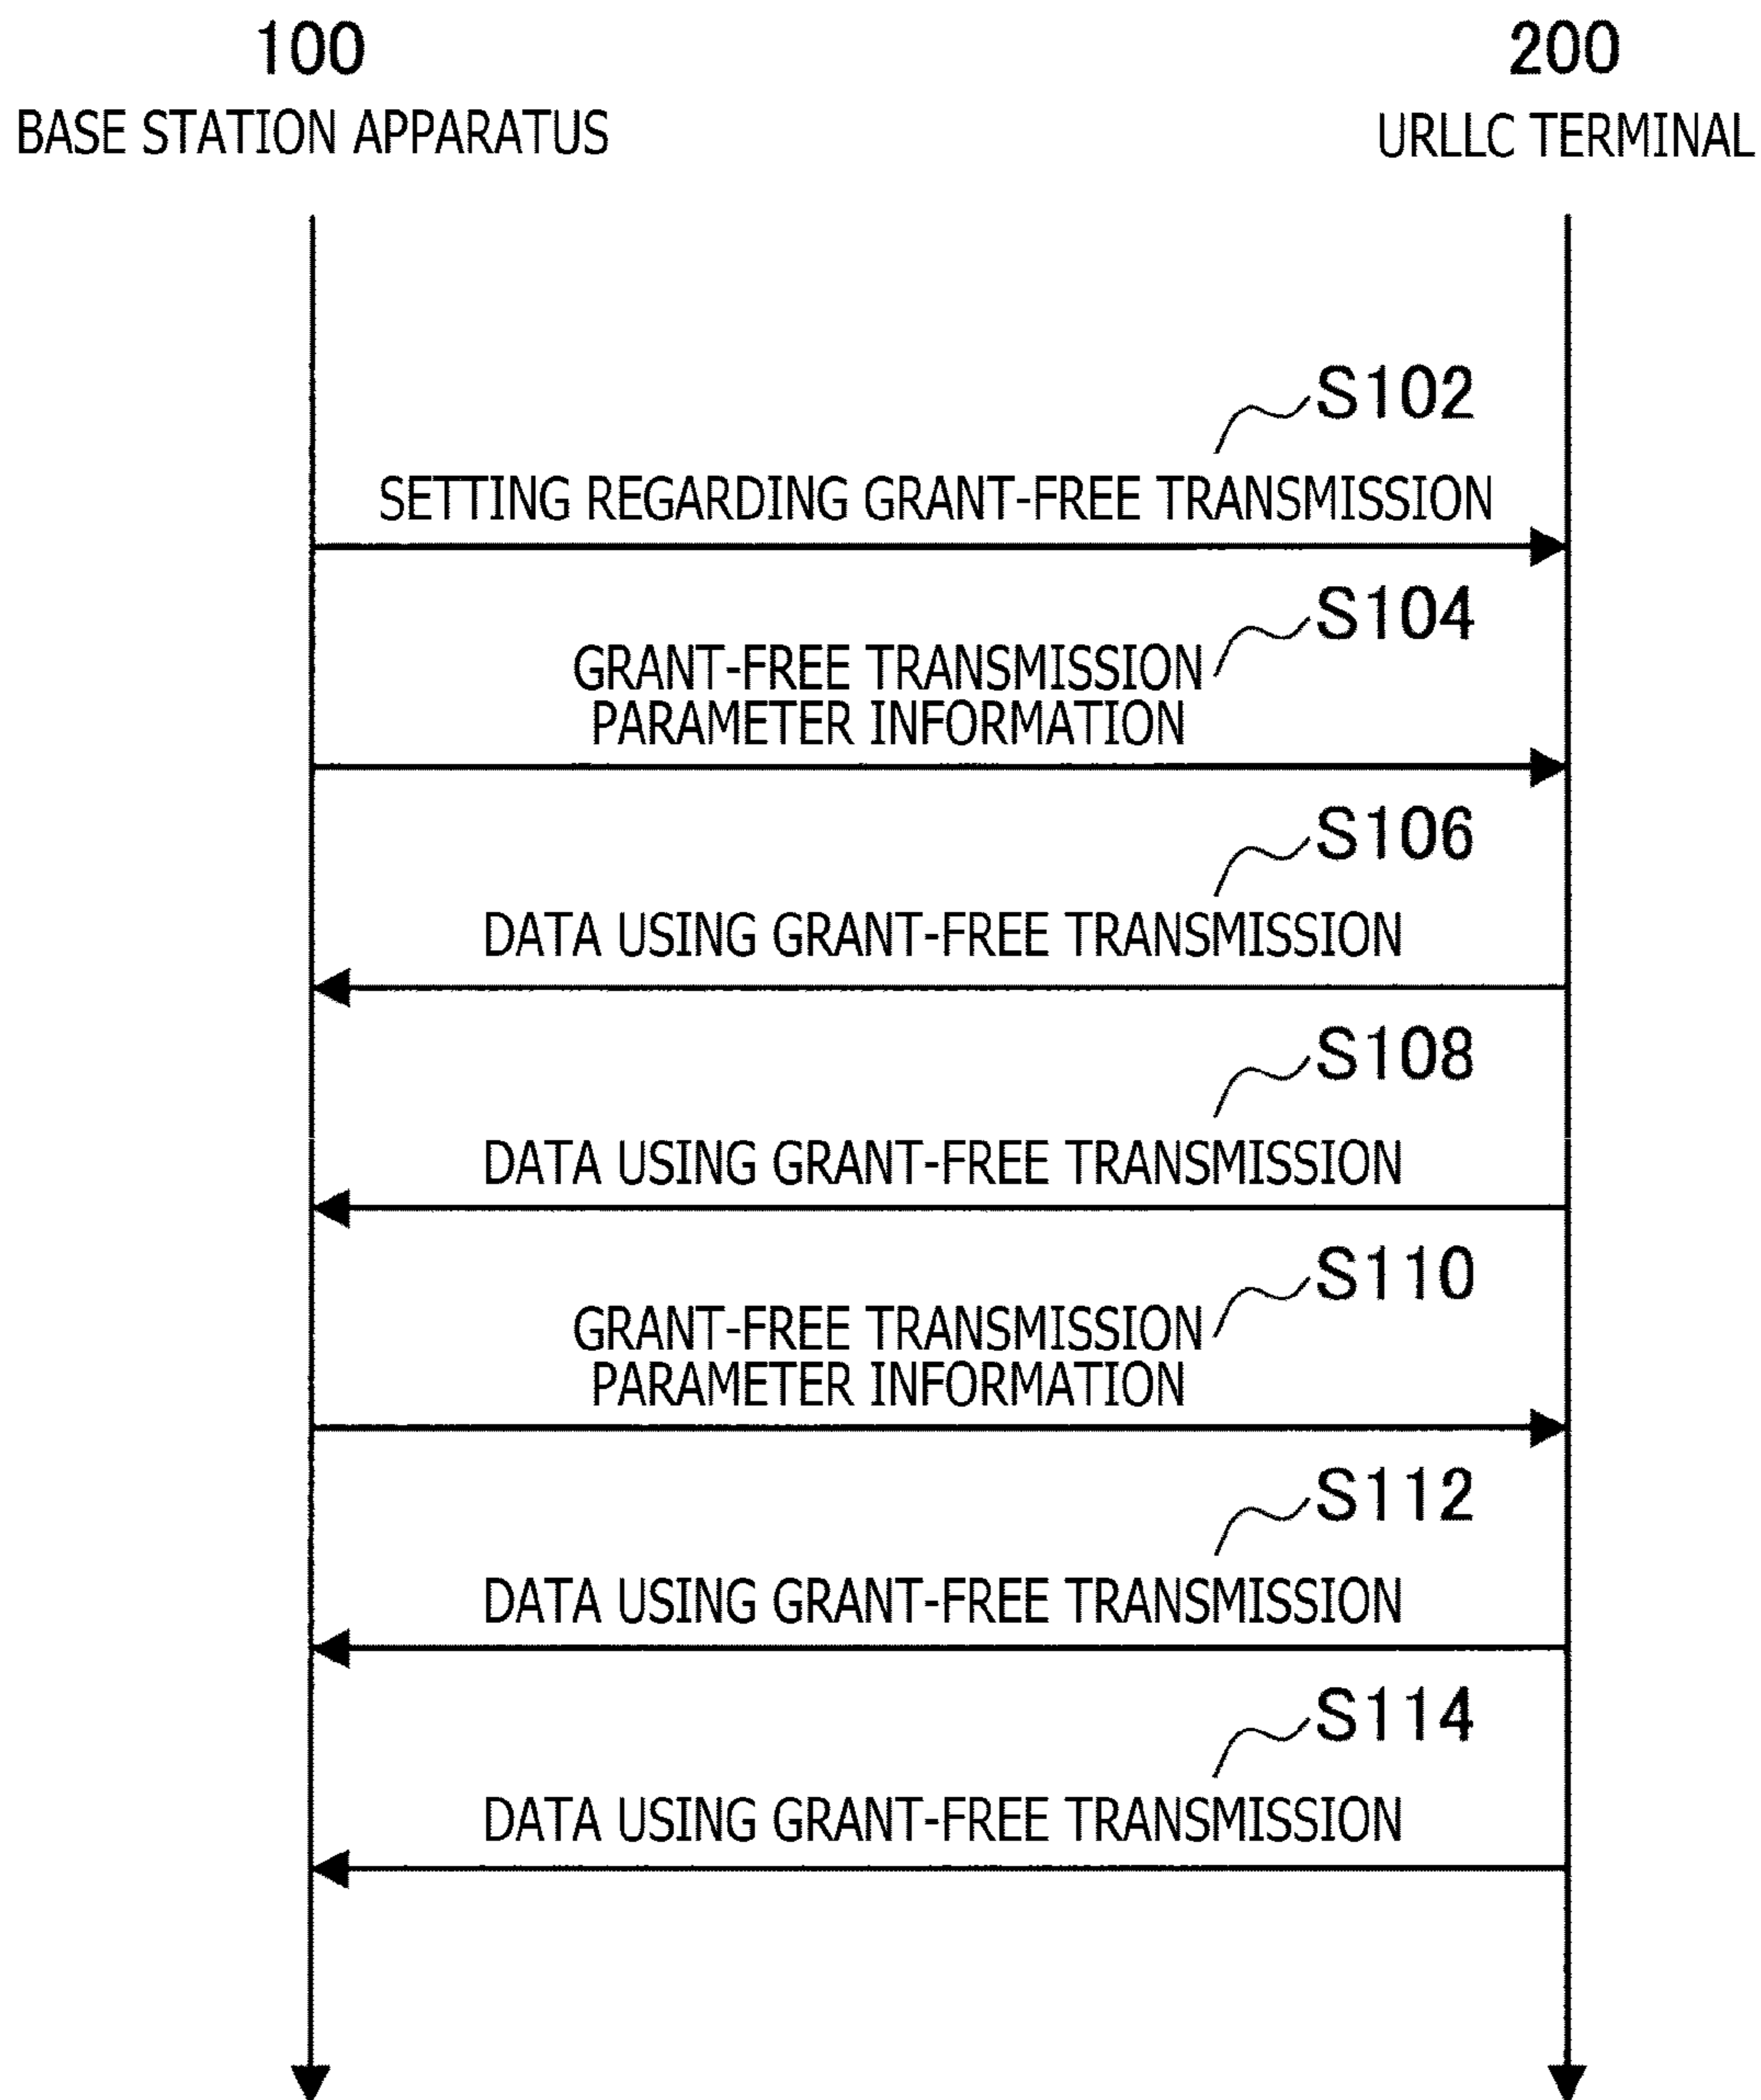 100
BASE STATION APPARATUS
200
URLLC TERMINAL
S102
SETTING REGARDING GRANT-FREE TRANSMISSION
S104
GRANT-FREE TRANSMISSION
PARAMETER INFORMATION
S106
DATA USING GRANT-FREE TRANSMISSION
S108
DATA USING GRANT-FREE TRANSMISSION
S110
GRANT-FREE TRANSMISSION
PARAMETER INFORMATION
S112
DATA USING GRANT-FREE TRANSMISSION
S114
DATA USING GRANT-FREE TRANSMISSION